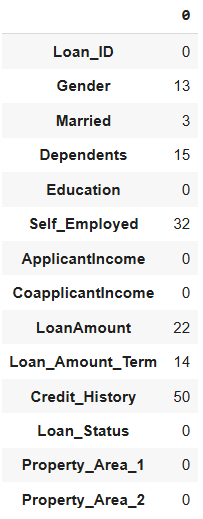 0
Loan_ID 0
Gender 13
Married 3
Dependents 15
Education 0
Self_Employed 32
ApplicantIncome 0
CoapplicantIncome 0
LoanAmount 22
Loan_Amount_Term 14
Credit_History 50
Loan_Status 0
Property_Area_1 0
Property_Area_2 0